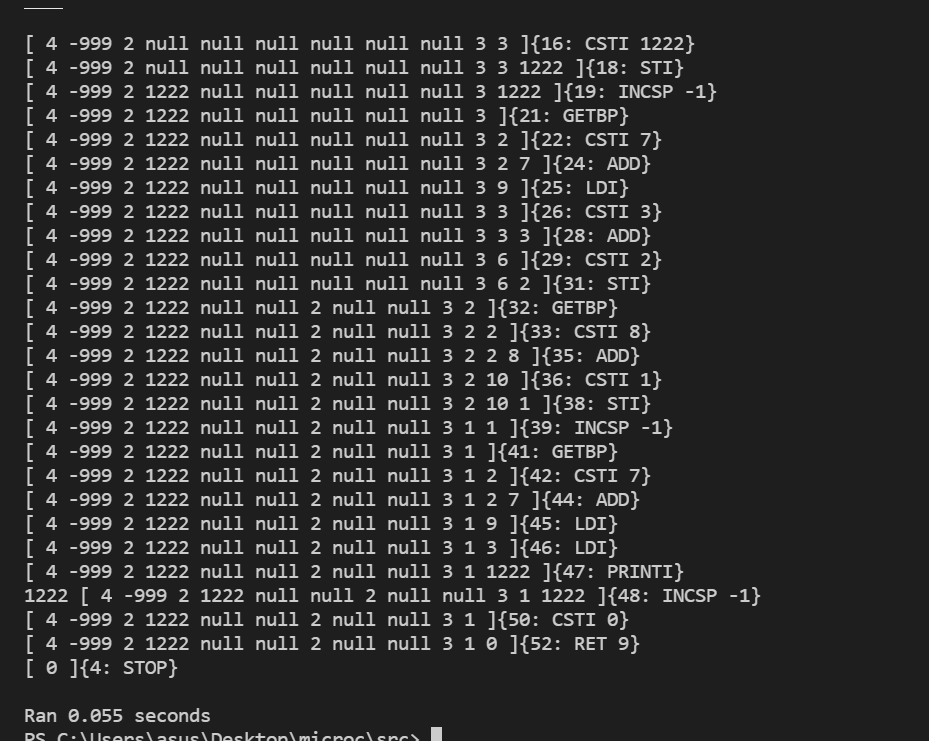 [ 4 -999 2 null null null null null null 3 3 ]{16: CSTI 1222}
[ 4 -999 2 null null null null null null 3 3 1222 ]{18: STI}
[ 4 -999 2 1222 null null null null null 3 1222 ]{19: INCSP -1}
[ 4 -999 2 1222 null null null null null 3 ]{21: GETBP}
[ 4 -999 2 1222 null null null null null 3 2 ]{22: CSTI 7}
[ 4 -999 2 1222 null null null null null 3 2 7 ]{24: ADD}
[ 4 -999 2 1222 null null null null null 3 9 ]{25: LDI}
[ 4 -999 2 1222 null null null null null 3 3 ]{26: CSTI 3}
[ 4 -999 2 1222 null null null null null 3 3 3 ]{28: ADD}
[ 4 -999 2 1222 null null null null null 3 6 ]{29: CSTI 2}
[ 4 -999 2 1222 null null null null null 3 6 2 ]{31: STI}
[ 4 -999 2 1222 null null 2 null null 3 2 ]{32: GETBP}
[ 4 -999 2 1222 null null 2 null null 3 2 2 ]{33: CSTI 8}
[ 4 -999 2 1222 null null 2 null null 3 2 2 8 ]{35: ADD}
[ 4 -999 2 1222 null null 2 null null 3 2 10 ]{36: CSTI 1}
[ 4 -999 2 1222 null null 2 null null 3 2 10 1 ]{38: STI}
[ 4 -999 2 1222 null null 2 null null 3 1 1 ]{39: INCSP -1}
[ 4 -999 2 1222 null null 2 null null 3 1 ]{41: GETBP}
[ 4 -999 2 1222 null null 2 null null 3 1 2 ]{42: CSTI 7}
[ 4 -999 2 1222 null null 2 null null 3 1 2 7 ]{44: ADD}
[ 4 -999 2 1222 null null 2 null null 3 1 9 ]{45: LDI}
[ 4 -999 2 1222 null null 2 null null 3 1 3 ]{46: LDI}
[ 4 -999 2 1222 null null 2 null null 3 1 1222 ]{47: PRINTI}
1222 [ 4 -999 2 1222 null null 2 null null 3 1 1222 ]{48: INCSP -1}
[ 4 -999 2 1222 null null 2 null null 3 1 ]{50: CSTI 0}
[ 4 -999 2 1222 null null 2 null null 3 1 0 ]{52: RET 9}
[ 0 ]{4: STOP}
Ran 0.055 seconds
PS C:\Users\asus\Desktop\microc\src>